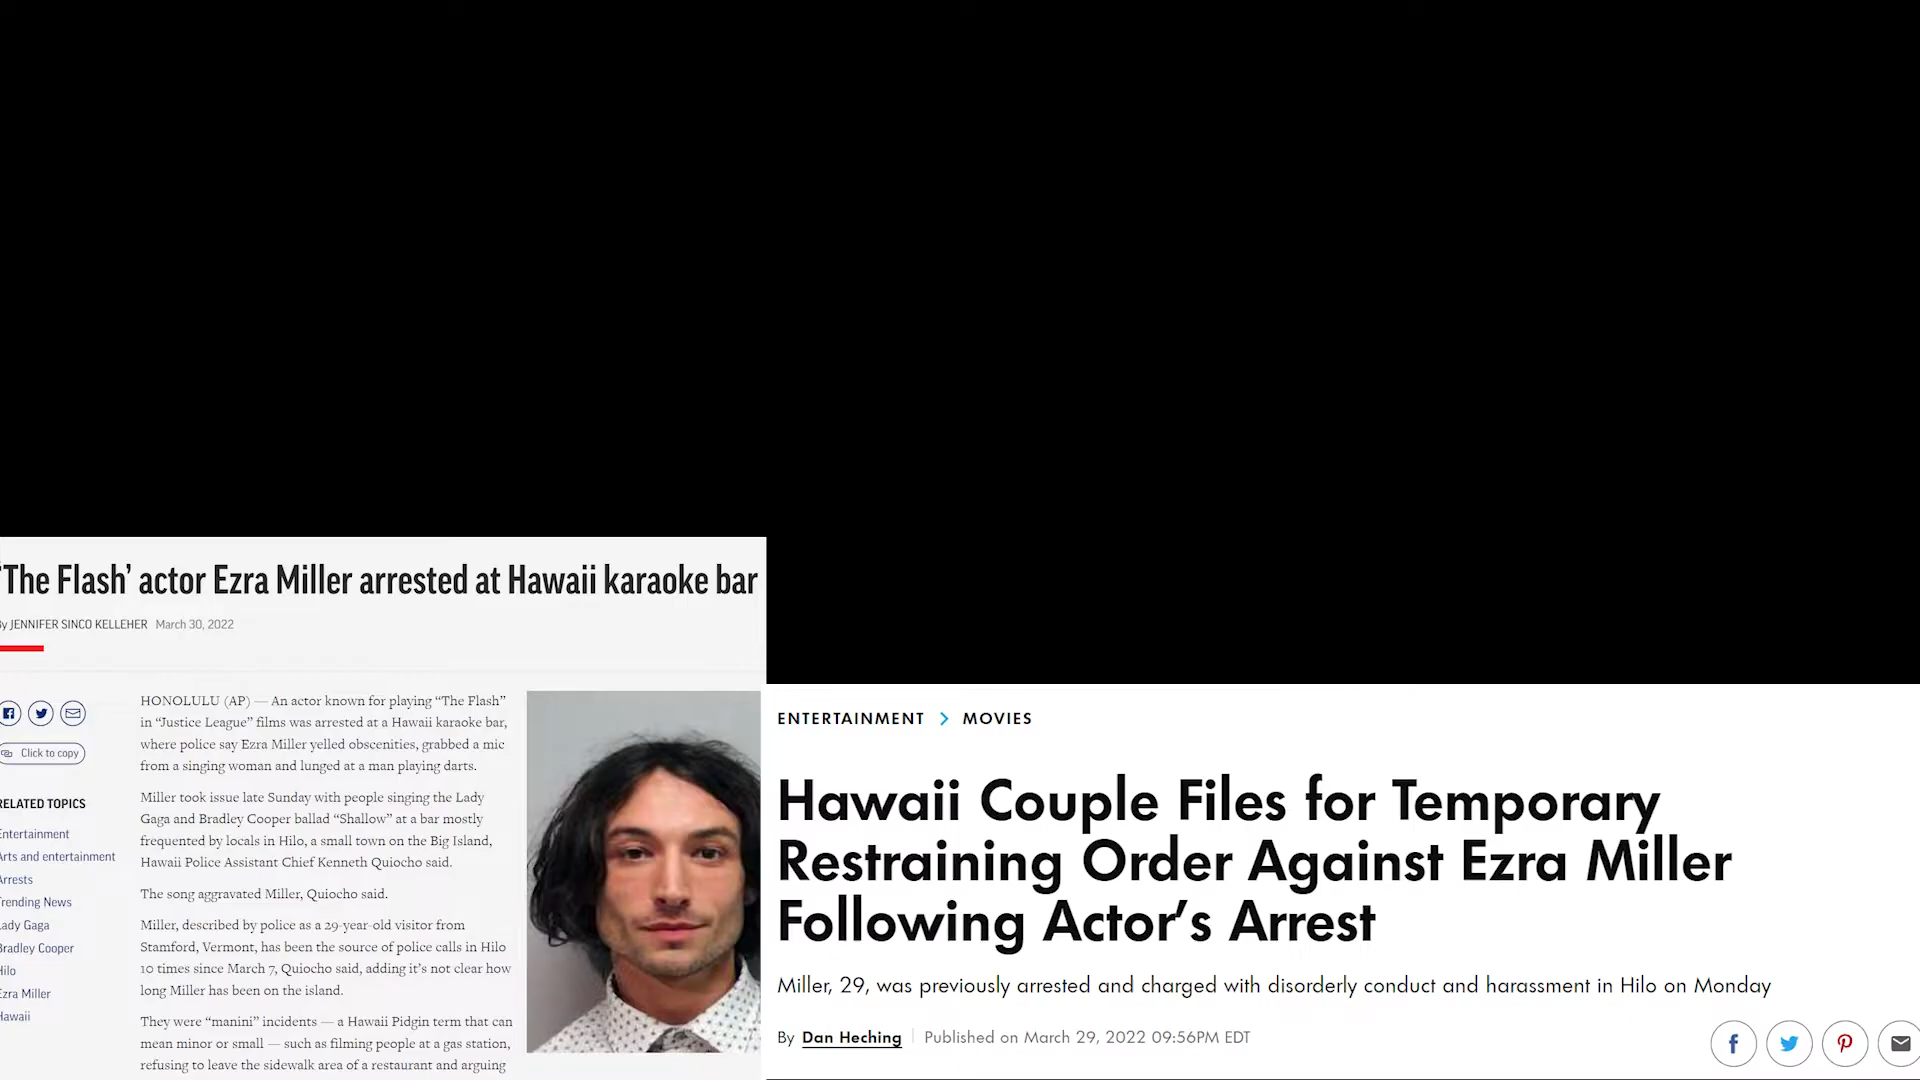 ‘The Flash’ actor Ezra Miller arrested at Hawaii karaoke bar
By JENNIFER SINCO KELLEHER March 30, 2022
Click to copy
RELATED TOPICS
Entertainment
Arts and entertainment
Arrests
Trending News
Lady Gaga
Bradley Cooper
Hilo
Ezra Miller
Hawaii
HONOLULU (AP) — An actor known for playing “The Flash”
in “Justice League” films was arrested at a Hawaii karaoke bar,
where police say Ezra Miller yelled obscenities, grabbed a mic
from a singing woman and lunged at a man playing darts.
Miller took issue late Sunday with people singing the Lady
Gaga and Bradley Cooper ballad “Shallow” at a bar mostly
frequented by locals in Hilo, a small town on the Big Island,
Hawaii Police Assistant Chief Kenneth Quiocho said.
The song aggravated Miller, Quiocho said.
Miller, described by police as a 29-year-old visitor from
Stamford, Vermont, has been the source of police calls in Hilo
10 times since March 7, Quiocho said, adding it’s not clear how
long Miller has been on the island.
They were “manini” incidents — a Hawaii Pidgin term that can
mean minor or small — such as filming people at a gas station,
refusing to leave the sidewalk area of a restaurant and arguing
ENTERTAINMENT > MOVIES
Hawaii Couple Files for Temporary
Restraining Order Against Ezra Miller
Following Actor’s Arrest
Miller, 29, was previously arrested and charged with disorderly conduct and harassment in Hilo on Monday
By Dan Heching Published on March 29, 2022 09:56PM EDT